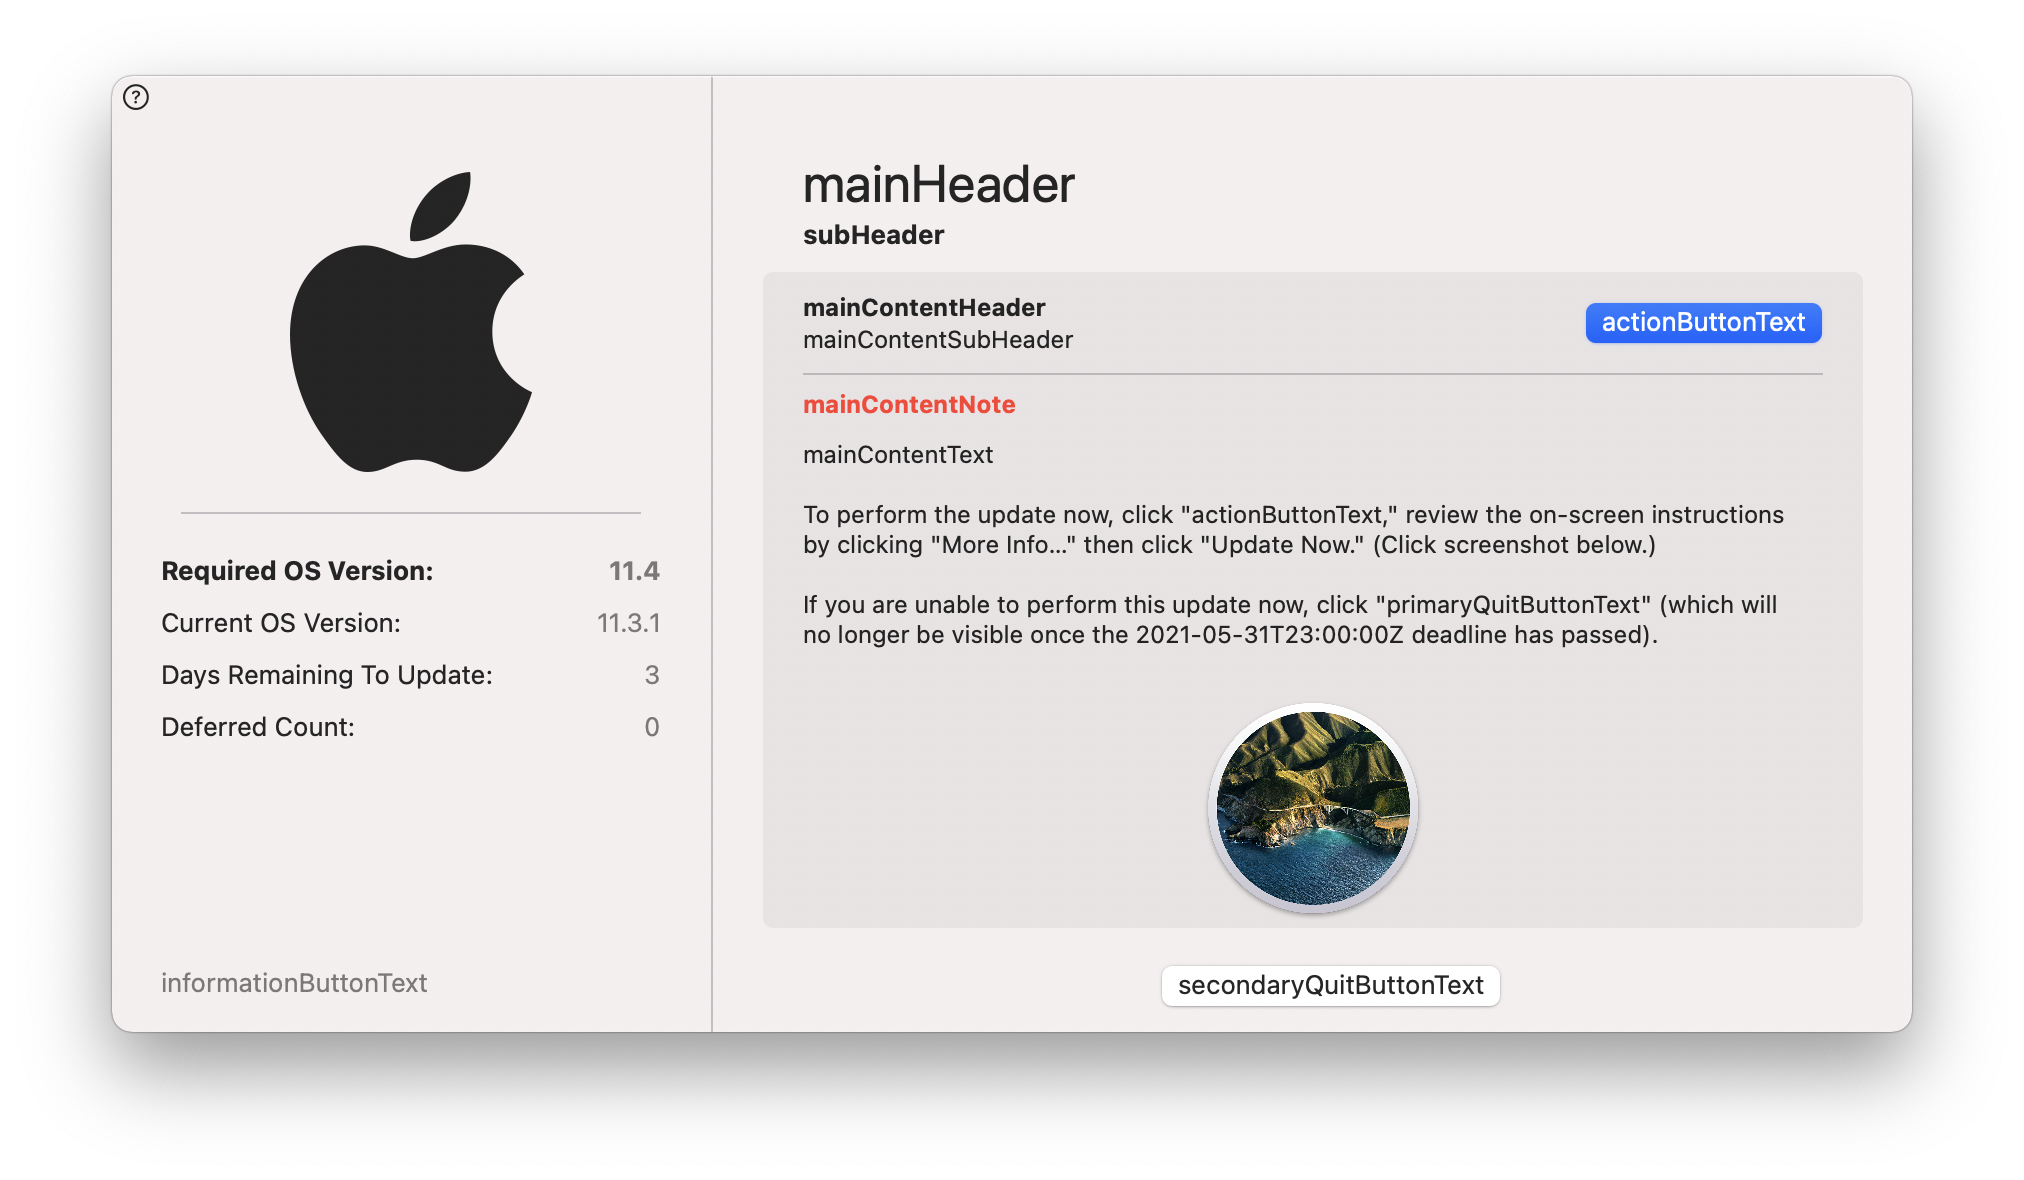 ?
mainHeader
subHeader
mainContentHeader
mainContentSubHeader
actionButtonText
mainContentNote
mainContentText
To perform the update now, click "actionButtonText," review the on-screen instructions
by clicking "More Info..." then click "Update Now." (Click screenshot below.)
If you are unable to perform this update now, click "primaryQuitButtonText" (which will
no longer be visible once the 2021-05-31T23:00:00Z deadline has passed).
Required OS Version: 11.4
Current OS Version: 11.3.1
Days Remaining To Update: 3
Deferred Count: 0
informationButtonText
secondaryQuitButtonText